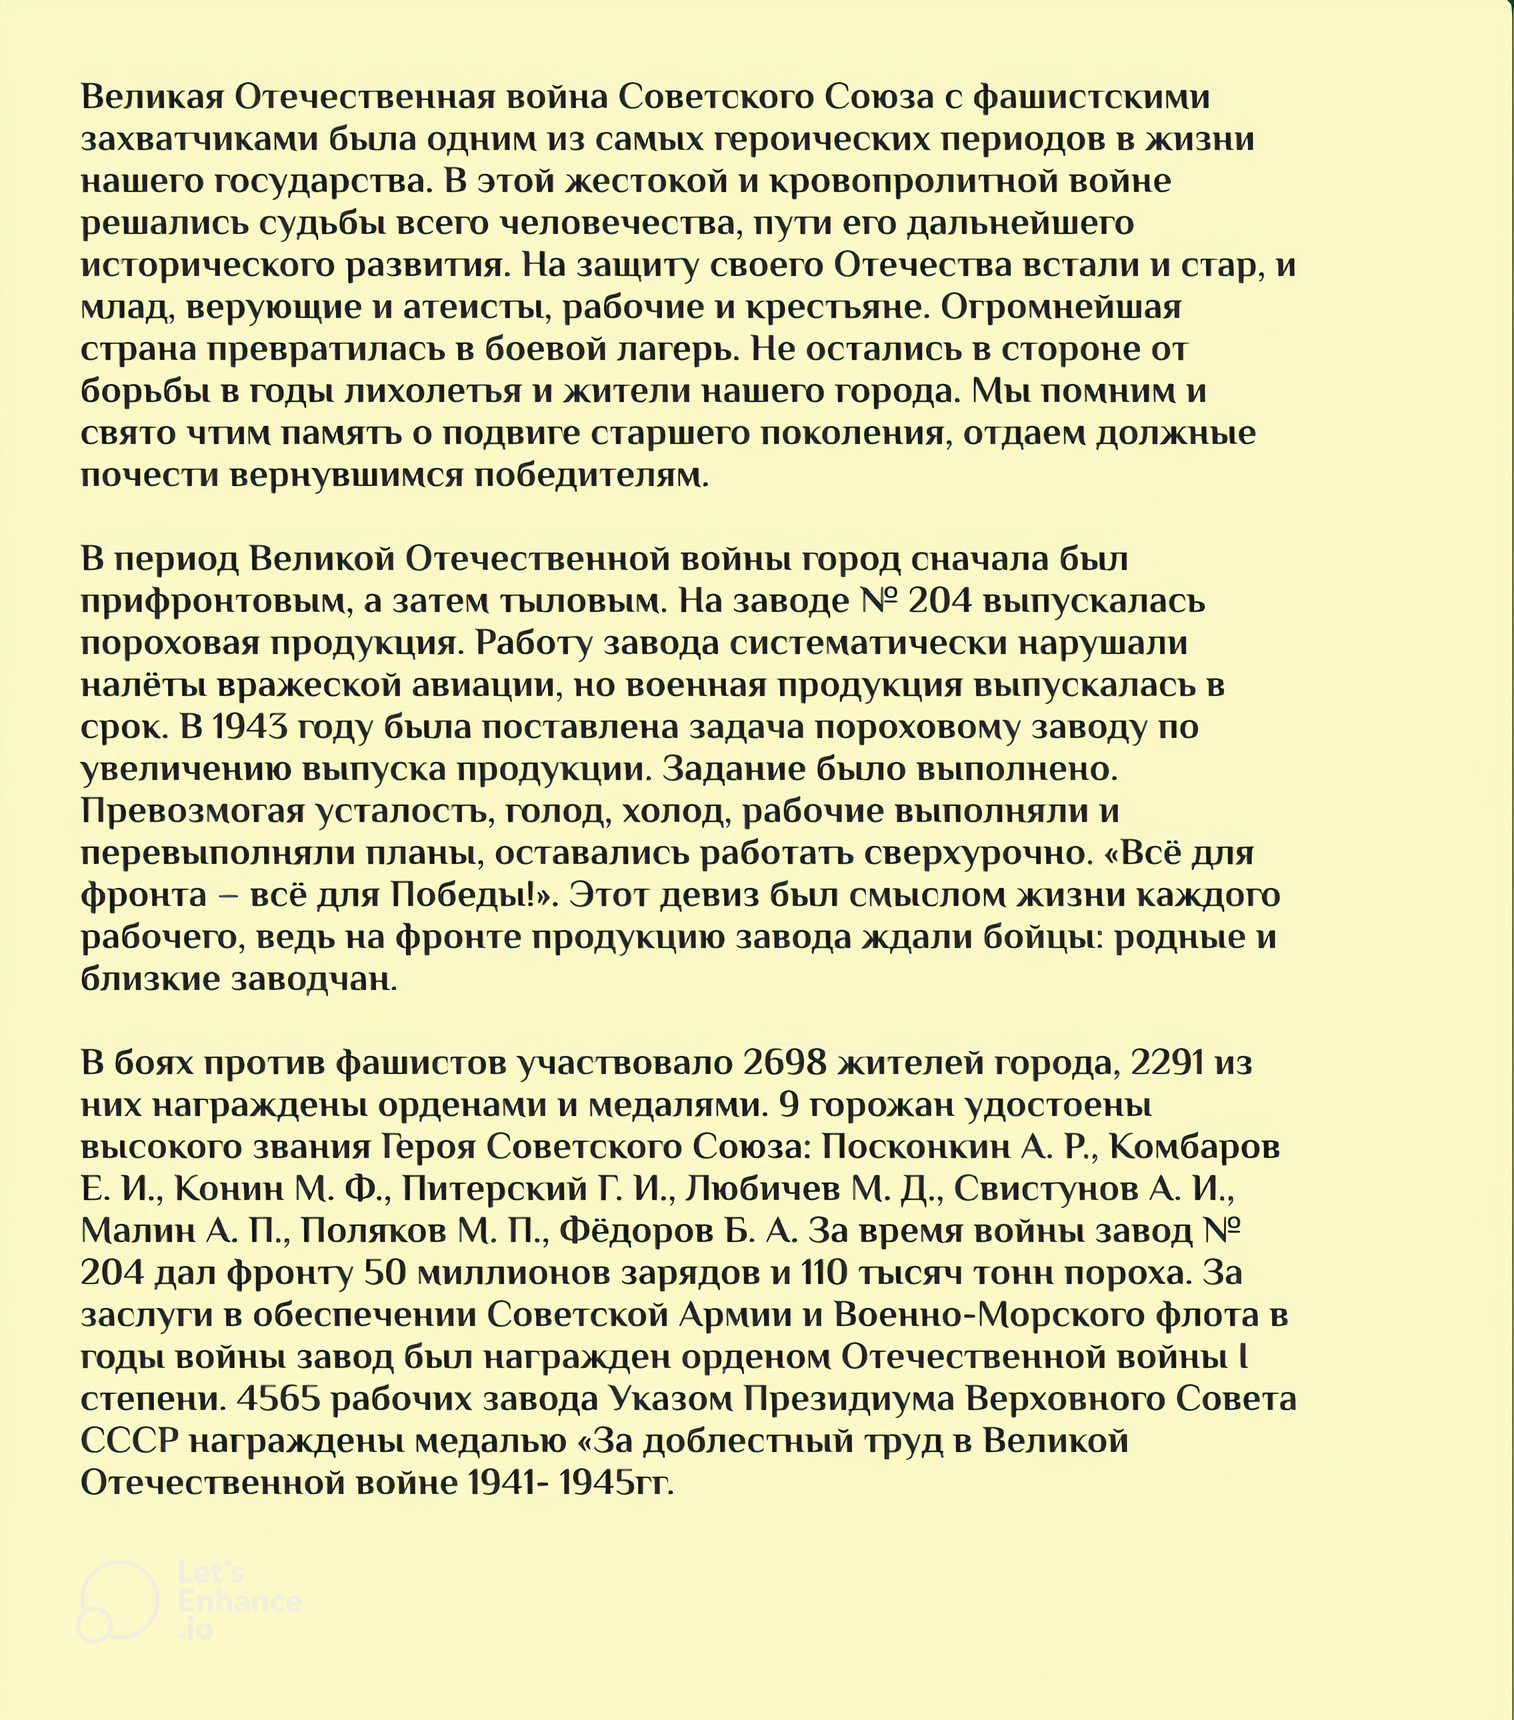 Великая Отечественная война Советского Союза с фашистскими
захватчиками была одним из самых героических периодов в жизни
нашего государства. В этой жестокой и кровопролитной войне
решались судьбы всего человечества, пути его дальнейшего
исторического развития. На защиту своего Отечества встали и стар, и
млад, верующие и атеисты, рабочие и крестьяне. Огромнейшая
страна превратилась в боевой лагерь. Не остались в стороне от
борьбы в годы лихолетья и жители нашего города. Мы помним и
свято чтим память о подвиге старшего поколения, отдаем должные
почести вернувшимся победителям.
В период Великой Отечественной войны город сначала был
прифронтовым, а затем тыловым. На заводе № 204 выпускалась
пороховая продукция. Работу завода систематически нарушали
налёты вражеской авиации, но военная продукция выпускалась в
срок. В 1943 году была поставлена задача пороховому заводу по
увеличению выпуска продукции. Задание было выполнено.
Превозмогая усталость, голод, холод, рабочие выполняли и
перевыполняли планы, оставались работать сверхурочно. «Всё для
фронта – всё для Победы!». Этот девиз был смыслом жизни каждого
рабочего, ведь на фронте продукцию завода ждали бойцы: родные и
близкие заводчан.
В боях против фашистов участвовало 2698 жителей города, 2291 из
них награждены орденами и медалями. 9 горожан удостоены
высокого звания Героя Советского Союза: Посконкин А. Р., Комбаров
Е. И., Конин М. Ф., Питерский Г. И., Любичев М. Д., Свистунов А. И.,
Малин А. П., Поляков М. П., Фёдоров Б. А. За время войны завод №
204 дал фронту 50 миллионов зарядов и 110 тысяч тонн пороха. За
заслуги в обеспечении Советской Армии и Военно-Морского флота в
годы войны завод был награжден орденом Отечественной войны I
степени. 4565 рабочих завода Указом Президиума Верховного Совета
СССР награждены медалью «За доблестный труд в Великой
Отечественной войне 1941- 1945гг.
Let's
Enhance
.io